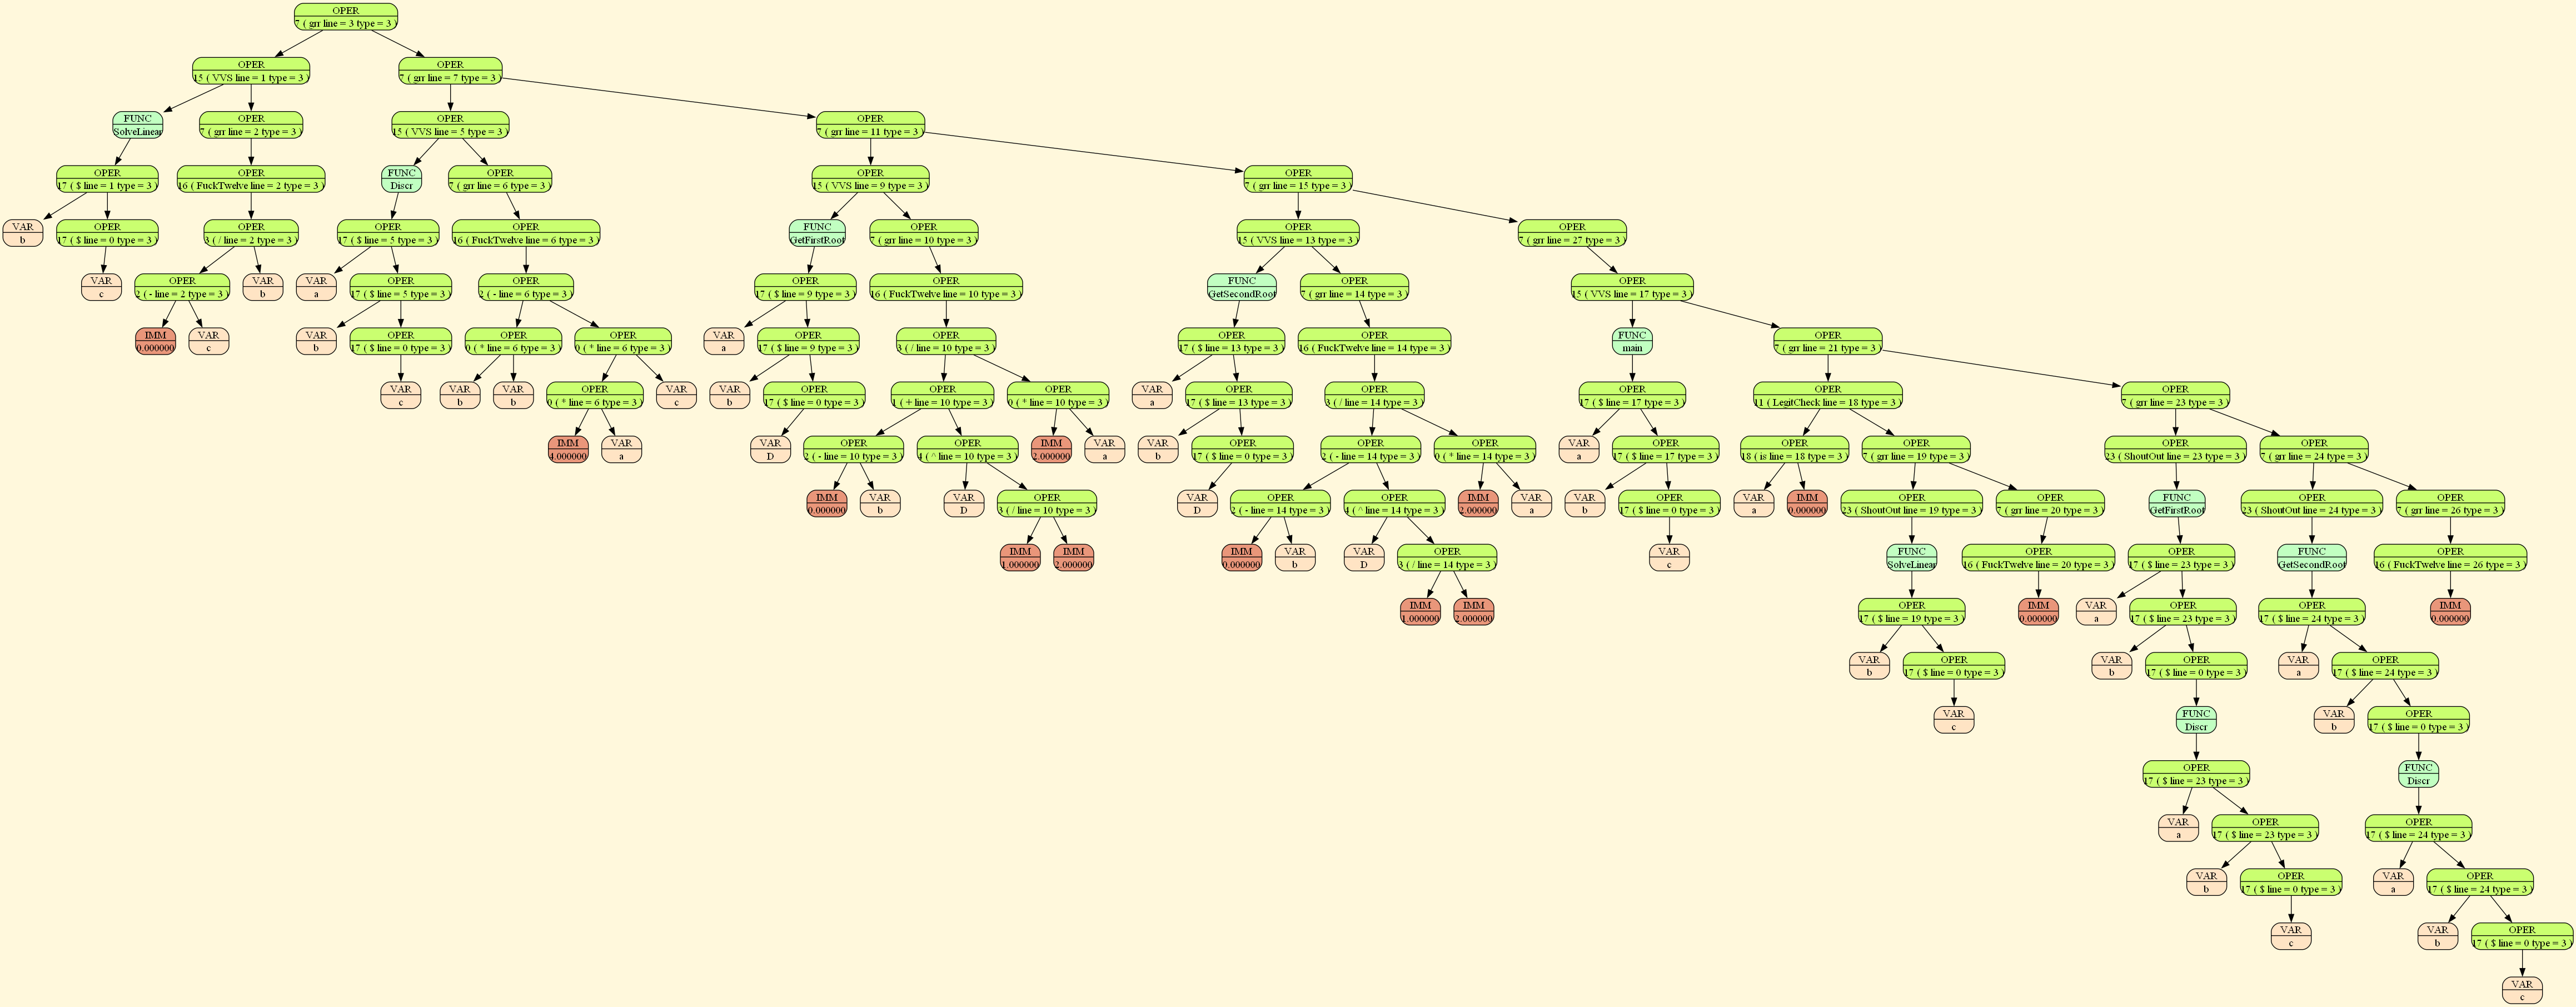 OPER
7 ( grr line = 3 type = 3 )
OPER
15 ( VVS line = 1 type = 3 )
OPER
7 ( grr line = 7 type = 3 )
FUNC
SolveLinear
OPER
7 ( grr line = 2 type = 3 )
OPER
15 ( VVS line = 5 type = 3 )
OPER
7 ( grr line = 11 type = 3 )
OPER
17 ( $ line = 1 type = 3 )
OPER
16 ( FuckTwelve line = 2 type = 3 )
FUNC
Discr
OPER
7 ( grr line = 6 type = 3 )
OPER
15 ( VVS line = 9 type = 3 )
OPER
7 ( grr line = 15 type = 3 )
VAR
b
OPER
17 ( $ line = 0 type = 3 )
OPER
3 ( / line = 2 type = 3 )
OPER
17 ( $ line = 5 type = 3 )
OPER
16 ( FuckTwelve line = 6 type = 3 )
FUNC
GetFirstRoot
OPER
7 ( grr line = 10 type = 3 )
OPER
15 ( VVS line = 13 type = 3 )
OPER
7 ( grr line = 27 type = 3 )
VAR
c
OPER
2 ( - line = 2 type = 3 )
VAR
b
VAR
a
OPER
17 ( $ line = 5 type = 3 )
OPER
2 ( - line = 6 type = 3 )
OPER
17 ( $ line = 9 type = 3 )
OPER
16 ( FuckTwelve line = 10 type = 3 )
FUNC
GetSecondRoot
OPER
7 ( grr line = 14 type = 3 )
OPER
15 ( VVS line = 17 type = 3 )
IMM
0.000000
VAR
c
VAR
b
OPER
17 ( $ line = 0 type = 3 )
OPER
0 ( * line = 6 type = 3 )
OPER
0 ( * line = 6 type = 3 )
VAR
a
OPER
17 ( $ line = 9 type = 3 )
OPER
3 ( / line = 10 type = 3 )
OPER
17 ( $ line = 13 type = 3 )
OPER
16 ( FuckTwelve line = 14 type = 3 )
FUNC
main
OPER
7 ( grr line = 21 type = 3 )
VAR
c
VAR
b
VAR
b
OPER
0 ( * line = 6 type = 3 )
VAR
c
VAR
b
OPER
17 ( $ line = 0 type = 3 )
OPER
1 ( + line = 10 type = 3 )
OPER
0 ( * line = 10 type = 3 )
VAR
a
OPER
17 ( $ line = 13 type = 3 )
OPER
3 ( / line = 14 type = 3 )
OPER
17 ( $ line = 17 type = 3 )
OPER
11 ( LegitCheck line = 18 type = 3 )
OPER
7 ( grr line = 23 type = 3 )
IMM
4.000000
VAR
a
VAR
D
OPER
2 ( - line = 10 type = 3 )
OPER
4 ( ^ line = 10 type = 3 )
IMM
2.000000
VAR
a
VAR
b
OPER
17 ( $ line = 0 type = 3 )
OPER
2 ( - line = 14 type = 3 )
OPER
0 ( * line = 14 type = 3 )
VAR
a
OPER
17 ( $ line = 17 type = 3 )
OPER
18 ( is line = 18 type = 3 )
OPER
7 ( grr line = 19 type = 3 )
OPER
23 ( ShoutOut line = 23 type = 3 )
OPER
7 ( grr line = 24 type = 3 )
IMM
0.000000
VAR
b
VAR
D
OPER
3 ( / line = 10 type = 3 )
VAR
D
OPER
2 ( - line = 14 type = 3 )
OPER
4 ( ^ line = 14 type = 3 )
IMM
2.000000
VAR
a
VAR
b
OPER
17 ( $ line = 0 type = 3 )
VAR
a
IMM
0.000000
OPER
23 ( ShoutOut line = 19 type = 3 )
OPER
7 ( grr line = 20 type = 3 )
FUNC
GetFirstRoot
OPER
23 ( ShoutOut line = 24 type = 3 )
OPER
7 ( grr line = 26 type = 3 )
IMM
1.000000
IMM
2.000000
IMM
0.000000
VAR
b
VAR
D
OPER
3 ( / line = 14 type = 3 )
VAR
c
FUNC
SolveLinear
OPER
16 ( FuckTwelve line = 20 type = 3 )
OPER
17 ( $ line = 23 type = 3 )
FUNC
GetSecondRoot
OPER
16 ( FuckTwelve line = 26 type = 3 )
IMM
1.000000
IMM
2.000000
OPER
17 ( $ line = 19 type = 3 )
IMM
0.000000
VAR
a
OPER
17 ( $ line = 23 type = 3 )
OPER
17 ( $ line = 24 type = 3 )
IMM
0.000000
VAR
b
OPER
17 ( $ line = 0 type = 3 )
VAR
b
OPER
17 ( $ line = 0 type = 3 )
VAR
a
OPER
17 ( $ line = 24 type = 3 )
VAR
c
FUNC
Discr
VAR
b
OPER
17 ( $ line = 0 type = 3 )
OPER
17 ( $ line = 23 type = 3 )
FUNC
Discr
VAR
a
OPER
17 ( $ line = 23 type = 3 )
OPER
17 ( $ line = 24 type = 3 )
VAR
b
OPER
17 ( $ line = 0 type = 3 )
VAR
a
OPER
17 ( $ line = 24 type = 3 )
VAR
c
VAR
b
OPER
17 ( $ line = 0 type = 3 )
VAR
c